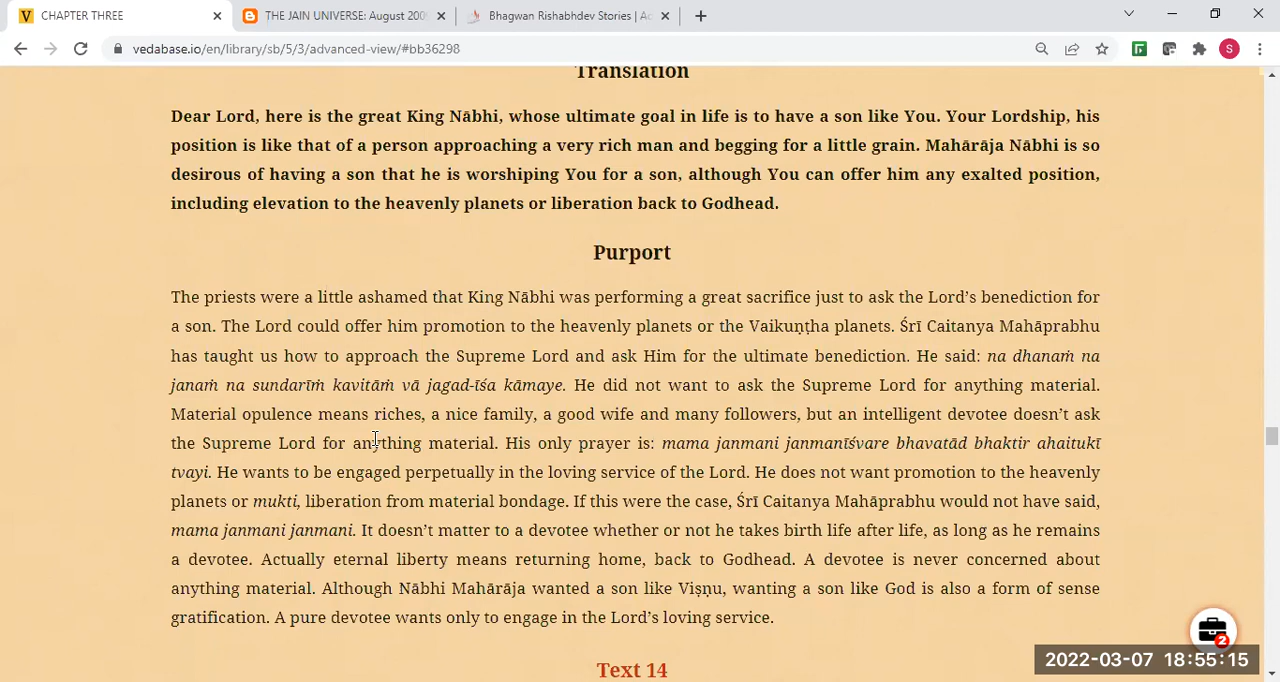 CHAPTER THREE
THE JAIN UNIVERSE: August 2009
Bhagwan Rishabhdev Stories | Ac
vedabase.io/en/library/sb/5/3/advanced-view/#bb36298
S
Translation
Dear Lord, here is the great King Nābhi, whose ultimate goal in life is to have a son like You. Your Lordship, his
position is like that of a person approaching a very rich man and begging for a little grain. Mahārāja Nābhi is so
desirous of having a son that he is worshiping You for a son, although You can offer him any exalted position,
including elevation to the heavenly planets or liberation back to Godhead.
Purport
The priests were a little ashamed that King Nābhi was performing a great sacrifice just to ask the Lord’s benediction for
a son. The Lord could offer him promotion to the heavenly planets or the Vaikuṇṭha planets. Śrī Caitanya Mahāprabhu
has taught us how to approach the Supreme Lord and ask Him for the ultimate benediction. He said: na dhanaṁ na
janaṁ na sundarīṁ kavitāṁ vā jagad-īśa kāmaye. He did not want to ask the Supreme Lord for anything material.
Material opulence means riches, a nice family, a good wife and many followers, but an intelligent devotee doesn’t ask
the Supreme Lord for anything material. His only prayer is: mama janmani janmanīśvare bhavatād bhaktir ahaitukī
tvayi. He wants to be engaged perpetually in the loving service of the Lord. He does not want promotion to the heavenly
planets or mukti, liberation from material bondage. If this were the case, Śrī Caitanya Mahāprabhu would not have said,
mama janmani janmani. It doesn’t matter to a devotee whether or not he takes birth life after life, as long as he remains
a devotee. Actually eternal liberty means returning home, back to Godhead. A devotee is never concerned about
anything material. Although Nābhi Mahārāja wanted a son like Viṣṇu, wanting a son like God is also a form of sense
gratification. A pure devotee wants only to engage in the Lord’s loving service.
2
2022-03-07 18:55:15
Text 14